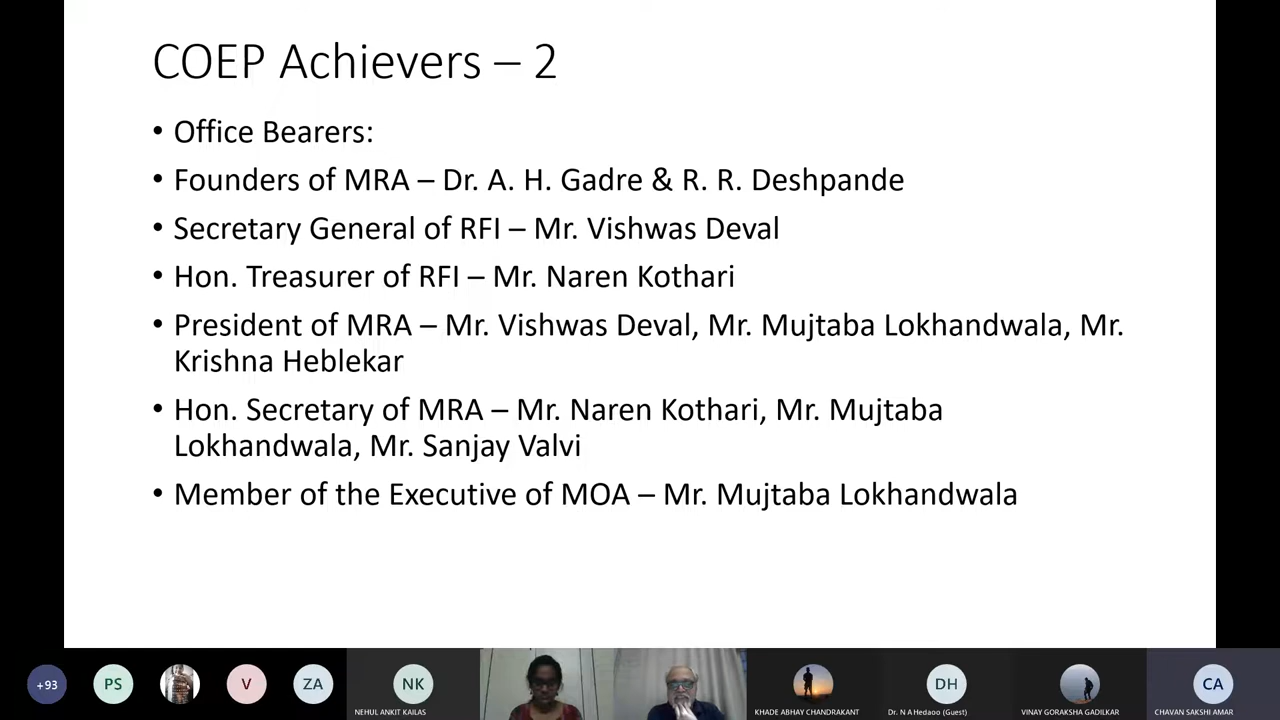 COEP Achievers – 2
• Office Bearers:
• Founders of MRA – Dr. A. H. Gadre & R. R. Deshpande
• Secretary General of RFI – Mr. Vishwas Deval
• Hon. Treasurer of RFI – Mr. Naren Kothari
• President of MRA – Mr. Vishwas Deval, Mr. Mujtaba Lokhandwala, Mr.
Krishna Heblekar
• Hon. Secretary of MRA – Mr. Naren Kothari, Mr. Mujtaba
Lokhandwala, Mr. Sanjay Valvi
• Member of the Executive of MOA – Mr. Mujtaba Lokhandwala
+93 PS V ZA NK DH CA
NEHUL ANKIT KAILAS KHADE ABHAY CHANDRAKANT Dr. N A Hedaoo (Guest) VINAY GORAKSHA GADILKAR CHAVAN SAKSHI AMAR